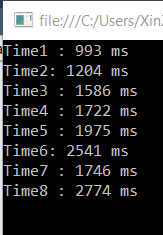 file:///C:/Users/Xin
Time1 : 993 ms
Time2: 1204 ms
Time3 : 1586 ms
Time4 : 1722 ms
Time5 : 1975 ms
Time6: 2541 ms
Time7 : 1746 ms
Time8 : 2774 ms